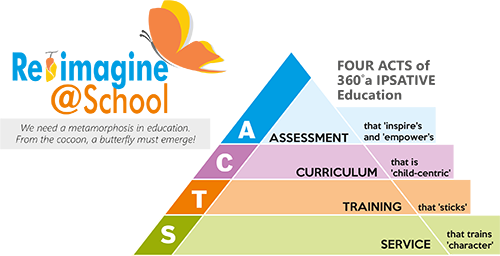 Re imagine
@School
We need a metamorphosis in education.
From the cocoon, a butterfly must emerge!
FOUR ACTS of
360°a IPSATIVE
Education
A
ASSESSMENT
that 'inspire's
and 'empower's
C
CURRICULUM
that is
'child-centric'
T
TRAINING
that 'sticks'
S
SERVICE
that trains
'character'